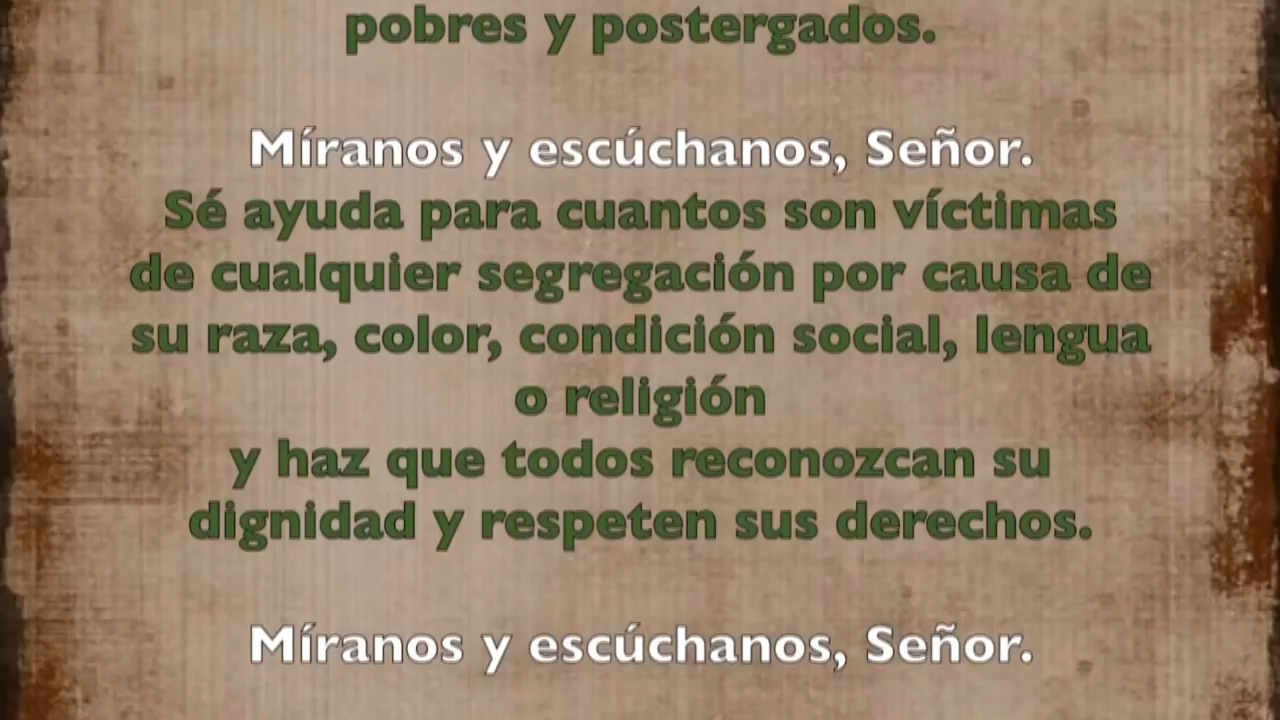 pobres y postergados.
Míranos y escúchanos, Señor.
Sé ayuda para cuantos son víctimas
de cualquier segregación por causa de
su raza, color, condición social, lengua
o religión
y haz que todos reconozcan su
dignidad y respeten sus derechos.
Míranos y escúchanos, Señor.